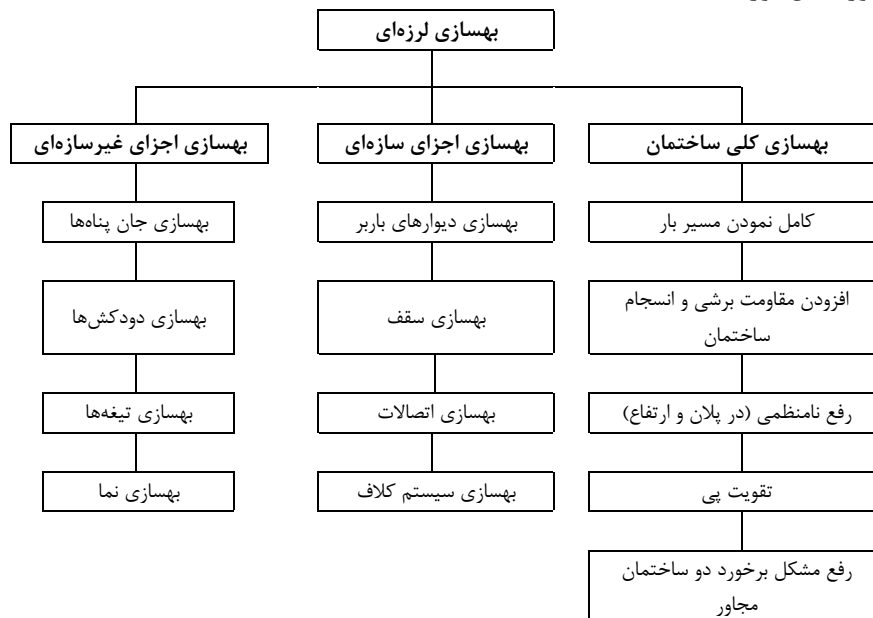 بهسازی لرزه‌ای
بهسازی کلی ساختمان
بهسازی اجزای سازه‌ای
بهسازی اجزای غیرسازه‌ای
کامل نمودن مسیر بار
بهسازی دیوارهای باربر
بهسازی جان پناه‌ها
افزودن مقاومت برشی و انسجام
ساختمان
بهسازی سقف
بهسازی دودکش‌ها
رفع نامنظمی (در پلان و ارتفاع)
بهسازی اتصالات
بهسازی تیغه‌ها
تقویت پی
بهسازی سیستم کلاف
بهسازی نما
رفع مشکل برخورد دو ساختمان
مجاور